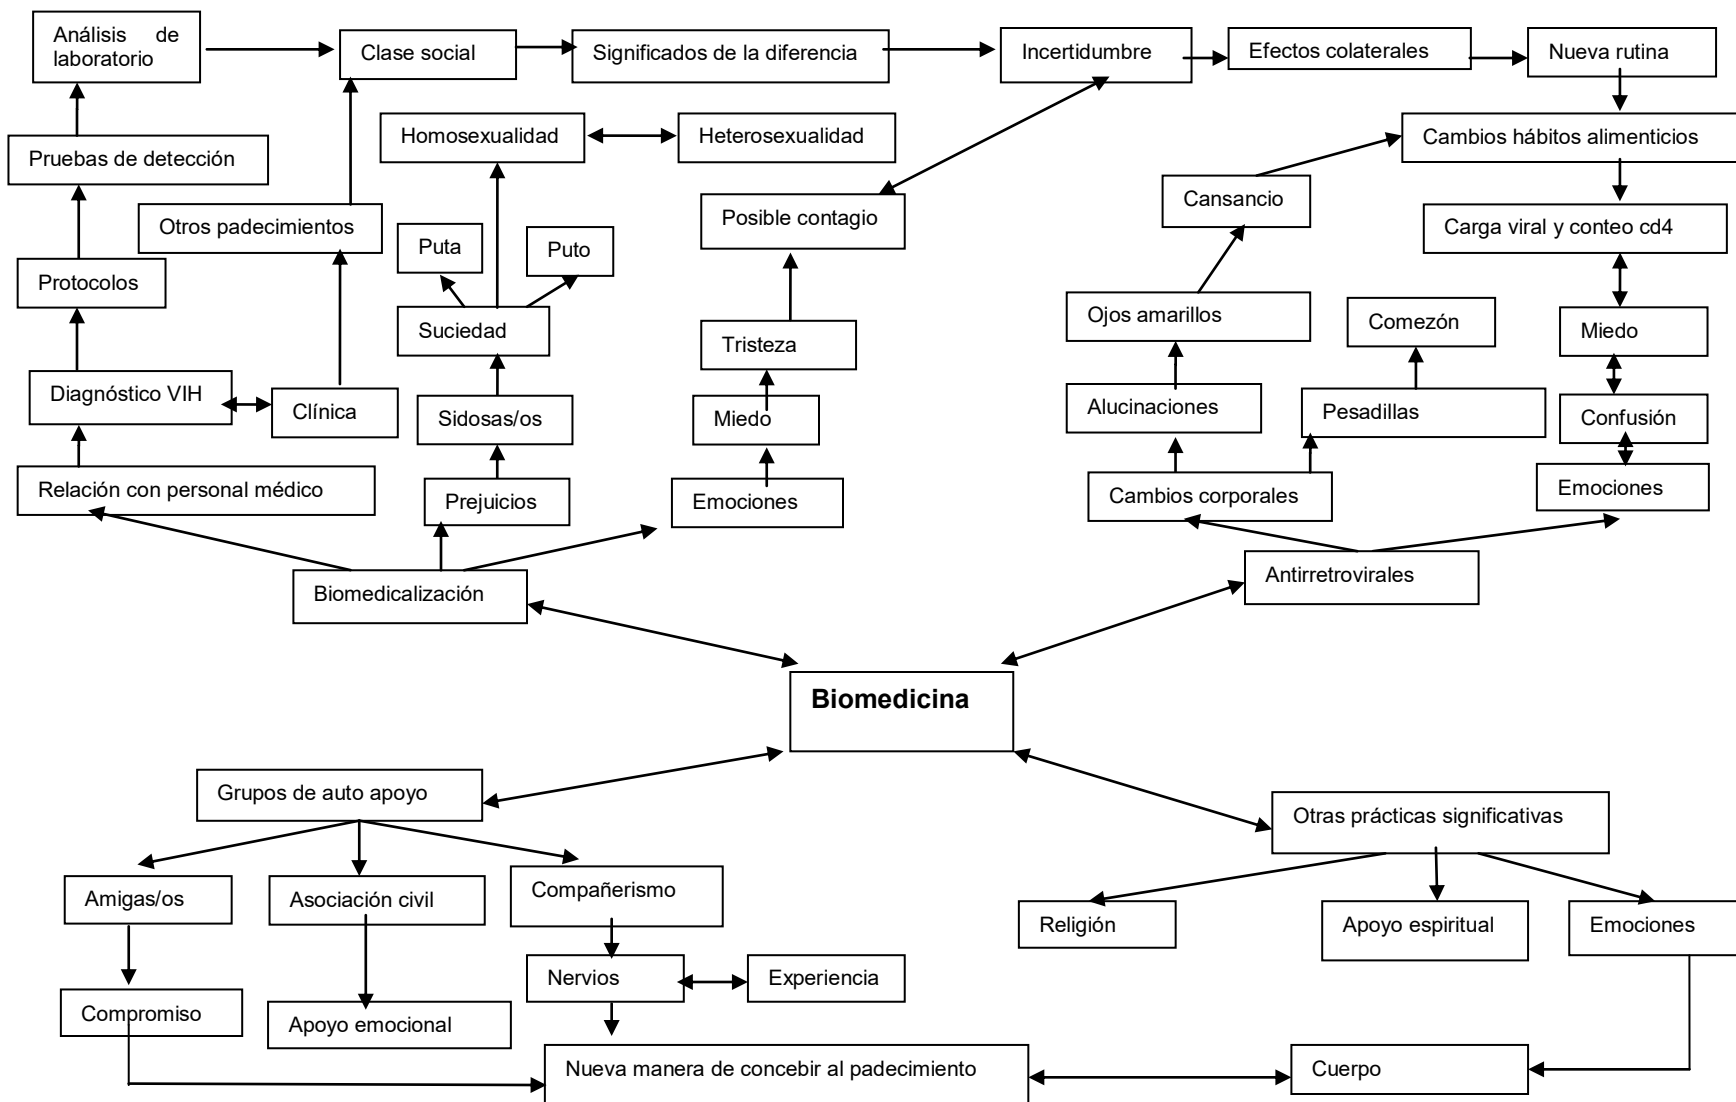 Análisis de
laboratorio
Clase social
Significados de la diferencia
Incertidumbre
Efectos colaterales
Nueva rutina
Homosexualidad
Heterosexualidad
Cambios hábitos alimenticios
Pruebas de detección
Cansancio
Otros padecimientos
Posible contagio
Carga viral y conteo cd4
Puta
Puto
Protocolos
Ojos amarillos
Comezón
Suciedad
Tristeza
Miedo
Diagnóstico VIH
Clínica
Sidosas/os
Miedo
Alucinaciones
Pesadillas
Confusión
Relación con personal médico
Prejuicios
Emociones
Cambios corporales
Emociones
Biomedicalización
Antirretrovirales
Biomedicina
Grupos de auto apoyo
Otras prácticas significativas
Amigas/os
Asociación civil
Compañerismo
Religión
Apoyo espiritual
Emociones
Nervios
Experiencia
Compromiso
Apoyo emocional
Nueva manera de concebir al padecimiento
Cuerpo